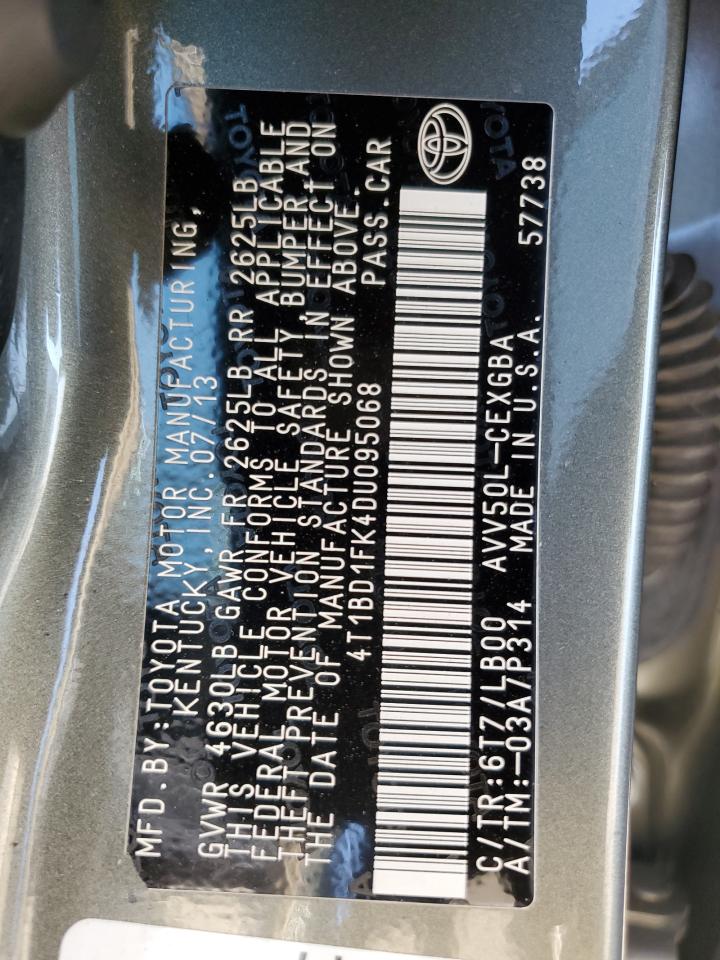 MFD.BY:TOYOTA MOTOR MANUFACTURING,
KENTUCKY, INC. 07/13
GVWR 4630LB GAWR FR 2625LB RR 2625LB
THIS VEHICLE CONFORMS TO ALL APPLICABLE
FEDERAL MOTOR VEHICLE SAFETY, BUMPER AND
THEFT PREVENTION STANDARDS IN EFFECT ON
THE DATE OF MANUFACTURE SHOWN ABOVE.
4T1BD1FK4DU095068 PASS.CAR
C/TR:6T7/LB00 AVV50L-CEXGBA
A/TM:-03A7P314 MADE IN U.S.A. 57738
TOYOTA